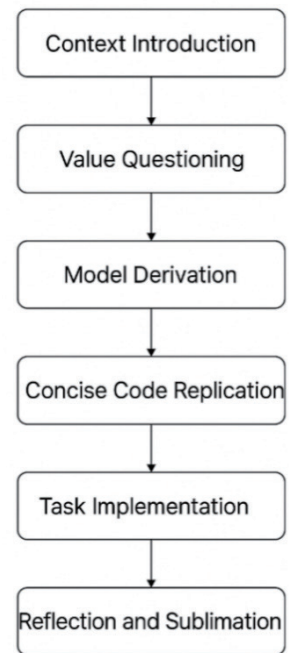 Context Introduction
Value Questioning
Model Derivation
Concise Code Replication
Task Implementation
Reflection and Sublimation